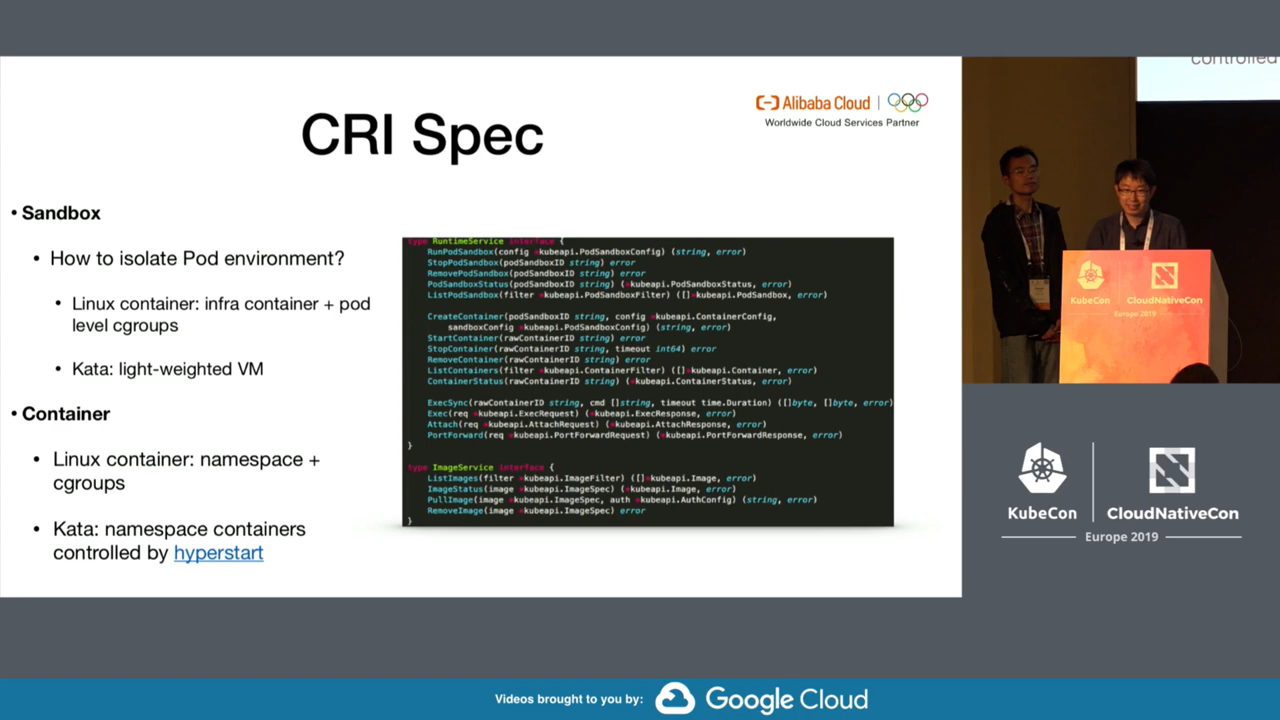 CRI Spec
Alibaba Cloud
Worldwide Cloud Services Partner
• Sandbox
• How to isolate Pod environment?
• Linux container: infra container + pod
level cgroups
• Kata: light-weighted VM
• Container
• Linux container: namespace +
cgroups
• Kata: namespace containers
controlled by hyperstart
type RuntimeService interface {
RunPodSandbox(config *kubeapi.PodSandboxConfig) (string, error)
StopPodSandbox(podSandboxID string) error
RemovePodSandbox(podSandboxID string) error
PodSandboxStatus(podSandboxID string) (*kubeapi.PodSandboxStatus, error)
ListPodSandbox(filter *kubeapi.PodSandboxFilter) ([]*kubeapi.PodSandbox, error)
CreateContainer(podSandboxID string, config *kubeapi.ContainerConfig,
sandboxConfig *kubeapi.PodSandboxConfig) (string, error)
StartContainer(rawContainerID string) error
StopContainer(rawContainerID string, timeout int64) error
RemoveContainer(rawContainerID string) error
ListContainers(filter *kubeapi.ContainerFilter) ([]*kubeapi.Container, error)
ContainerStatus(rawContainerID string) (*kubeapi.ContainerStatus, error)
ExecSync(rawContainerID string, cmd []string, timeout time.Duration) ([]byte, []byte, error)
Exec(req *kubeapi.ExecRequest) (*kubeapi.ExecResponse, error)
Attach(req *kubeapi.AttachRequest) (*kubeapi.AttachResponse, error)
PortForward(req *kubeapi.PortForwardRequest) (*kubeapi.PortForwardResponse, error)
}
type ImageService interface {
ListImages(filter *kubeapi.ImageFilter) ([]*kubeapi.Image, error)
ImageStatus(image *kubeapi.ImageSpec) (*kubeapi.Image, error)
PullImage(image *kubeapi.ImageSpec, auth *kubeapi.AuthConfig) (string, error)
RemoveImage(image *kubeapi.ImageSpec) error
}
controlled
KubeCon
CloudNativeCon
Europe 2019
KubeCon
CloudNativeCon
Europe 2019
Videos brought to you by:
Google Cloud